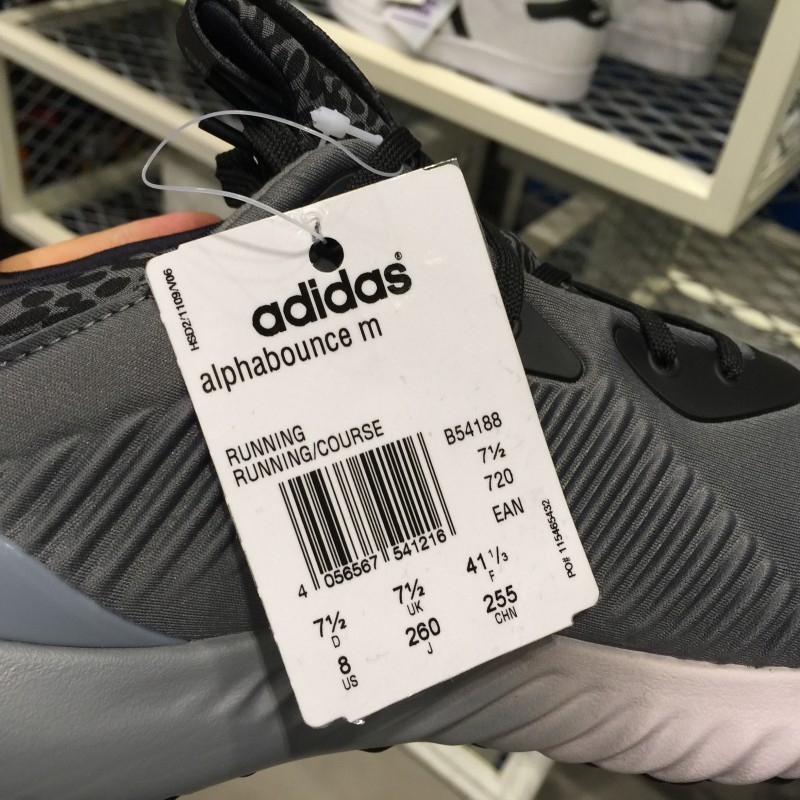 HSD2/1109/V06
adidas®
alphabounce m
RUNNING
RUNNING/COURSE
B54188
7½
720
EAN
4 056567 541216
PO# 115465432
7½ 7½ 41 1/3
D UK F
8 260 255
US J CHN